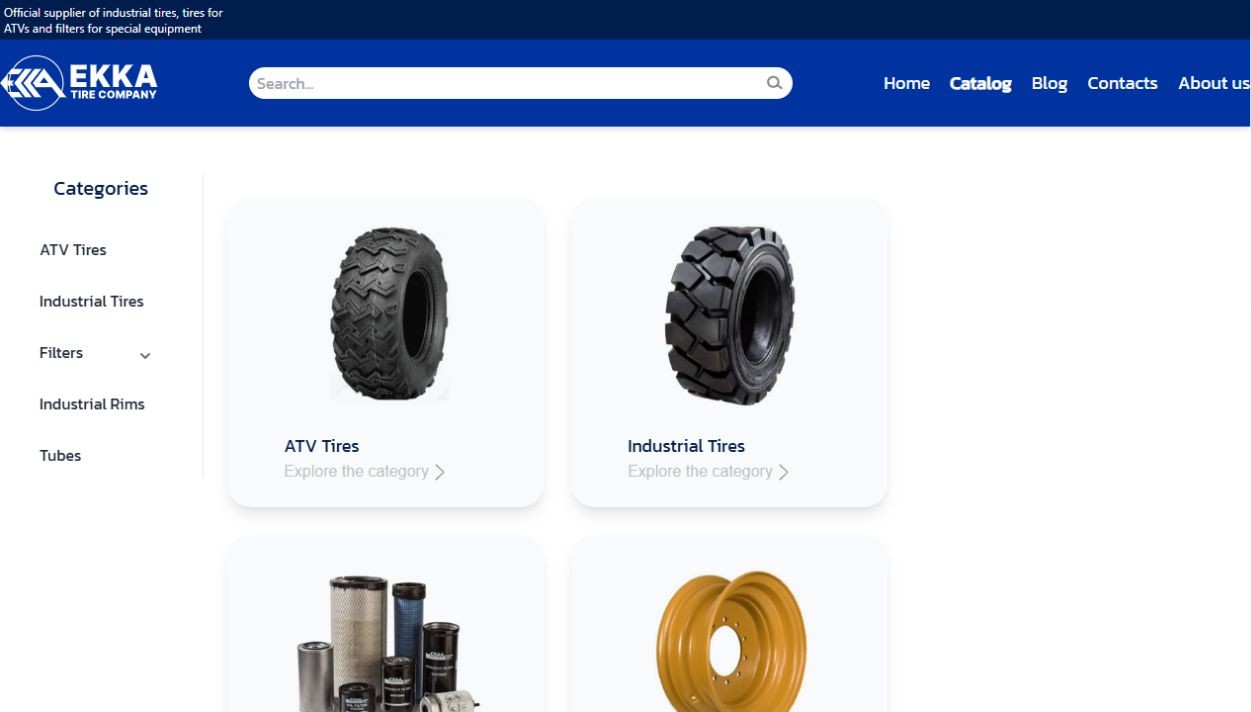 Official supplier of industrial tires, tires for
ATVs and filters for special equipment
EKKA
TIRE COMPANY
Search...
Home Catalog Blog Contacts About us
Categories
ATV Tires
Industrial Tires
Filters
Industrial Rims
Tubes
ATV Tires
Explore the category
Industrial Tires
Explore the category